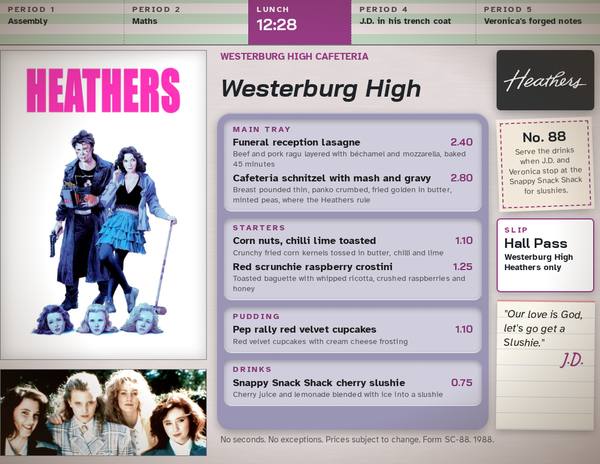 PERIOD 1
Assembly
PERIOD 2
Maths
LUNCH
12:28
PERIOD 4
J.D. in his trench coat
PERIOD 5
Veronica's forged notes
HEATHERS
WESTERBURG HIGH CAFETERIA
Westerburg High
MAIN TRAY
Funeral reception lasagne 2.40
Beef and pork ragu layered with béchamel and mozzarella, baked
45 minutes
Cafeteria schnitzel with mash and gravy 2.80
Breast pounded thin, panko crumbed, fried golden in butter,
minted peas, where the Heathers rule
STARTERS
Corn nuts, chilli lime toasted 1.10
Crunchy fried corn kernels tossed in butter, chilli and lime
Red scrunchie raspberry crostini 1.25
Toasted baguette with whipped ricotta, crushed raspberries and
honey
PUDDING
Pep rally red velvet cupcakes 1.10
Red velvet cupcakes with cream cheese frosting
DRINKS
Snappy Snack Shack cherry slushie 0.75
Cherry juice and lemonade blended with ice into a slushie
No seconds. No exceptions. Prices subject to change. Form SC-88. 1988.
Heathers
No. 88
Serve the drinks
when J.D. and
Veronica stop at the
Snappy Snack Shack
for slushies.
SLIP
Hall Pass
Westerburg High
Heathers only
"Our love is God,
let's go get a
Slushie."
J.D.